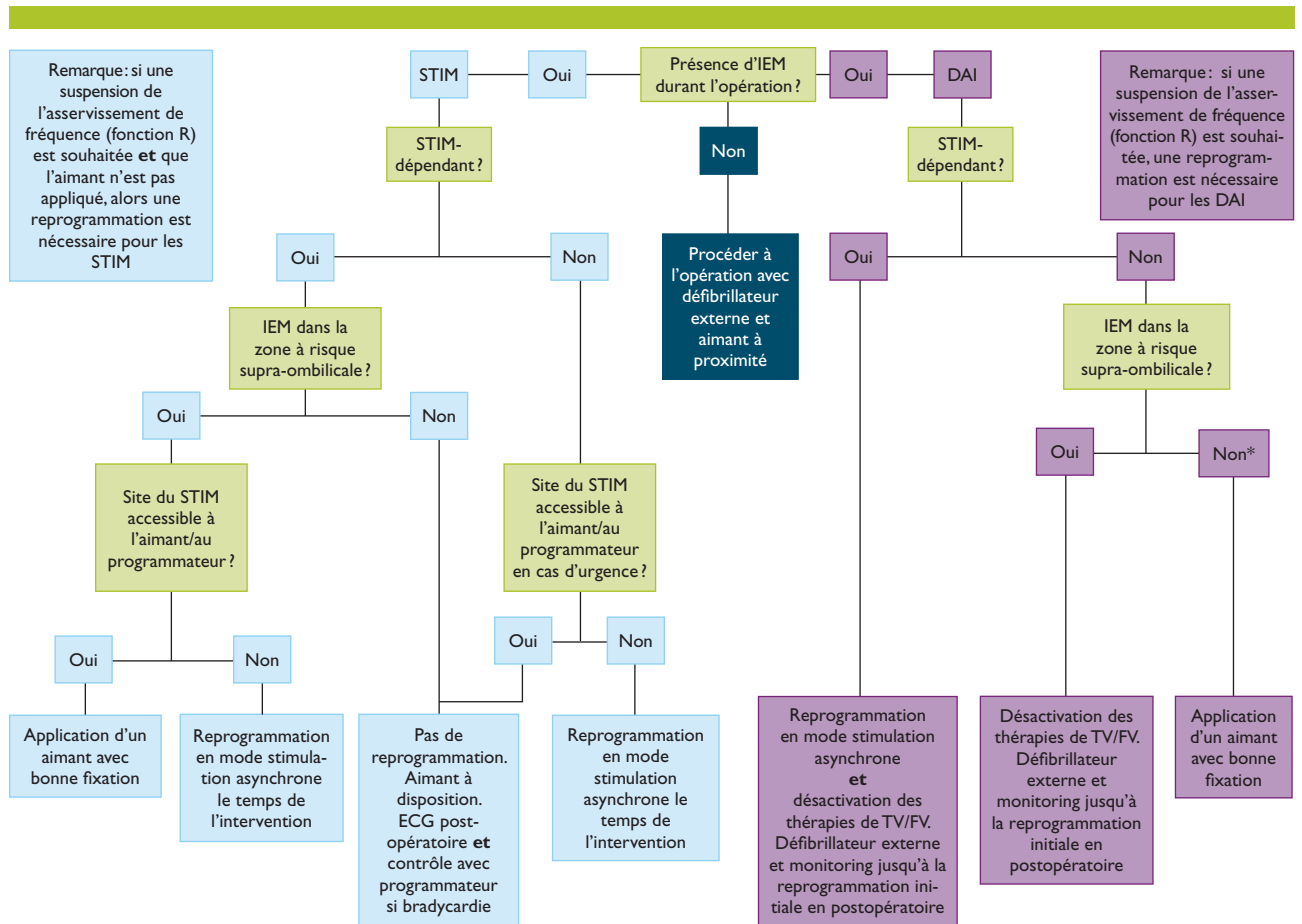 Remarque: si une
suspension de
l'asservissement de
fréquence (fonction R)
est souhaitée et que
l'aimant n'est pas
appliqué, alors une
reprogrammation est
nécessaire pour les
STIM
STIM
Oui
Présence d'IEM
durant l'opération ?
Oui
DAI
Remarque: si une
suspension de l'asser-
vissement de fréquence
(fonction R) est souhai-
tée, une reprogram-
mation est nécessaire
pour les DAI
STIM-
dépendant ?
Non
STIM-
dépendant ?
Oui
Non
Procéder à
l'opération avec
défibrillateur
externe et
aimant à
proximité
Oui
Non
IEM dans la
zone à risque
supra-ombilicale ?
IEM dans la
zone à risque
supra-ombilicale ?
Oui
Non
Oui
Non*
Site du STIM
accessible à
l'aimant/au
programmateur ?
Site du STIM
accessible à
l'aimant/au
programmateur
en cas d'urgence ?
Oui
Non
Oui
Non
Application d'un
aimant avec
bonne fixation
Reprogrammation
en mode stimula-
tion asynchrone
le temps de
l'intervention
Pas de
reprogrammation.
Aimant à
disposition.
ECG post-
opératoire et
contrôle avec
programmateur
si bradycardie
Reprogrammation
en mode
stimulation
asynchrone le
temps de
l'intervention
Reprogrammation
en mode stimulation
asynchrone
et
désactivation des
thérapies de TV/FV.
Défibrillateur externe
et monitoring jusqu'à la
reprogrammation ini-
tiale en postopératoire
Désactivation des
thérapies de TV/FV.
Défibrillateur
externe et
monitoring jusqu'à
la reprogrammation
initiale en
postopératoire
Application
d'un aimant
avec bonne
fixation